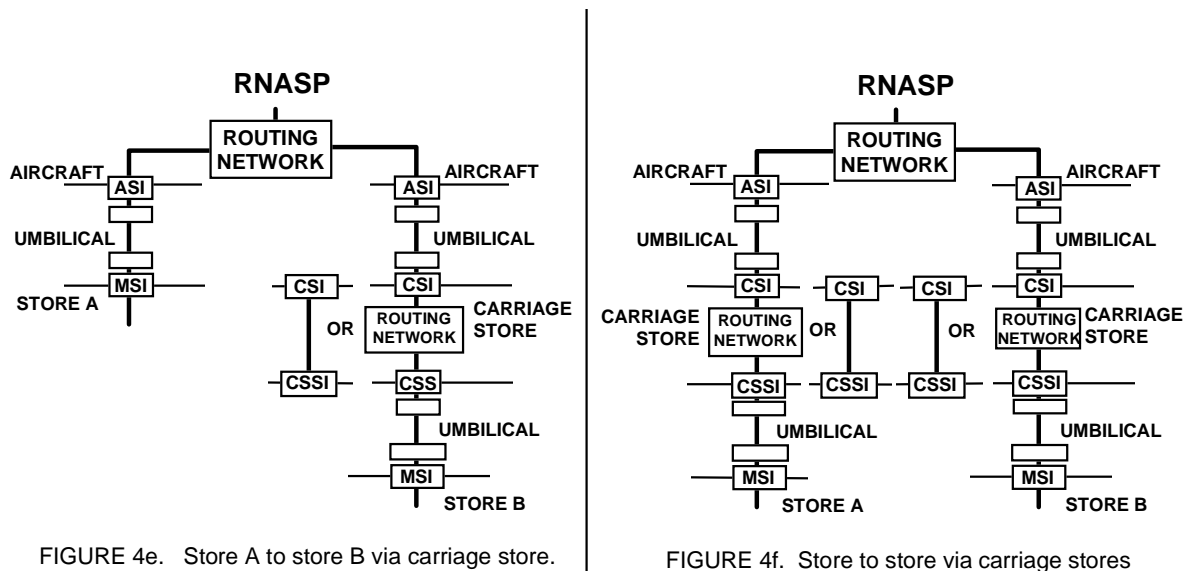 RNASP
ROUTING
NETWORK
AIRCRAFT
ASI
ASI
AIRCRAFT
UMBILICAL
UMBILICAL
MSI
STORE A
CSI
CSI
OR
ROUTING
NETWORK
CARRIAGE
STORE
CSSI
CSS
UMBILICAL
MSI
STORE B
FIGURE 4e. Store A to store B via carriage store.
RNASP
ROUTING
NETWORK
AIRCRAFT
ASI
ASI
AIRCRAFT
UMBILICAL
UMBILICAL
CSI
CSI
CSI
CSI
CARRIAGE
STORE
ROUTING
NETWORK
OR
OR
ROUTING
NETWORK
CARRIAGE
STORE
CSSI
CSSI
CSSI
CSSI
UMBILICAL
UMBILICAL
MSI
MSI
STORE A
STORE B
FIGURE 4f. Store to store via carriage stores